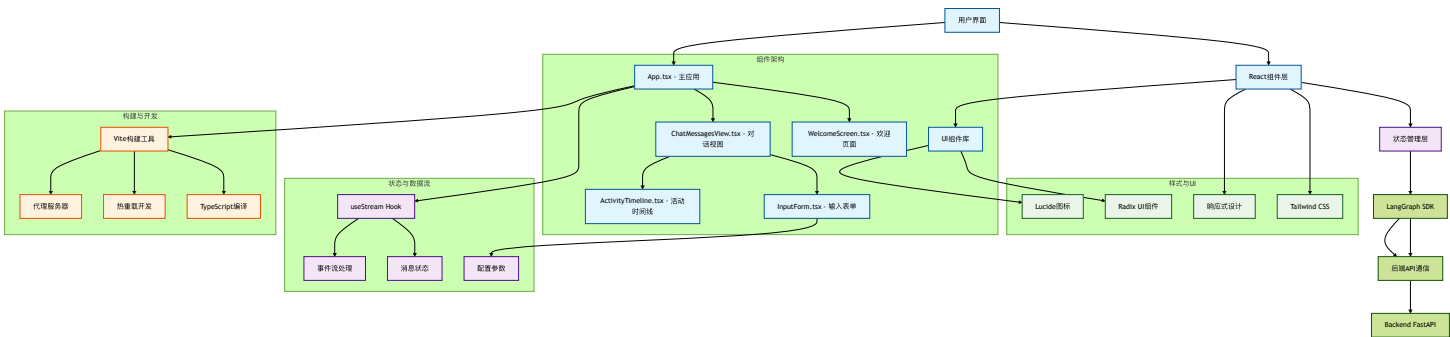 用户界面
组件架构
App.tsx - 主应用
React组件层
构建与开发
Vite构建工具
ChatMessagesView.tsx - 对
话视图
WelcomeScreen.tsx - 欢迎
页面
UI组件库
状态管理层
状态与数据流
样式与UI
代理服务器
热重载开发
TypeScript编译
useStream Hook
ActivityTimeline.tsx - 活动
时间线
InputForm.tsx - 输入表单
Lucide图标
Radix UI组件
响应式设计
Tailwind CSS
LangGraph SDK
事件流处理
消息状态
配置参数
后端API通信
Backend FastAPI